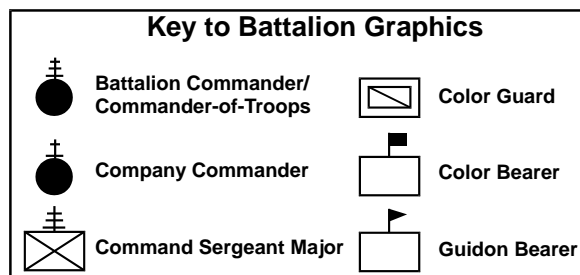 Key to Battalion Graphics
Battalion Commander/
Commander-of-Troops
Color Guard
Company Commander
Color Bearer
Command Sergeant Major
Guidon Bearer